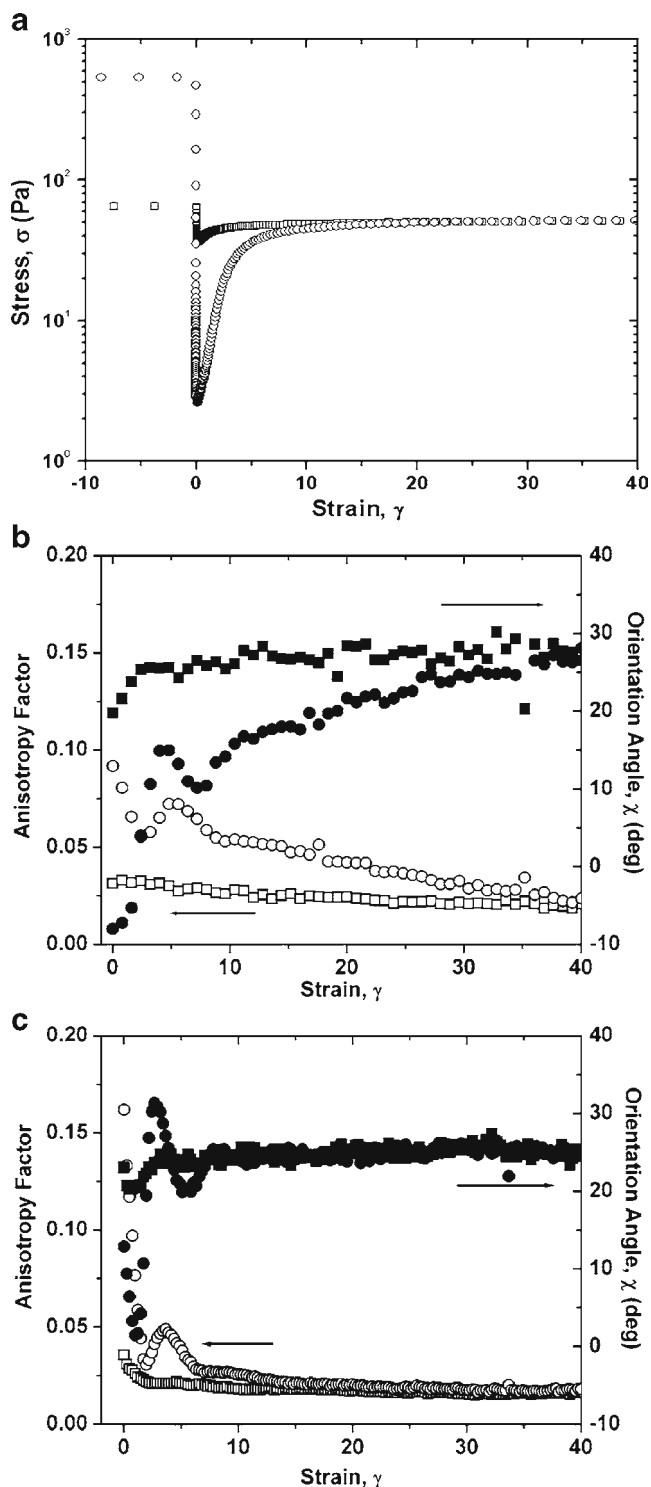 a
10³
10²
10¹
10⁰
Stress, σ (Pa)
-10 0 10 20 30 40
Strain, γ
b
0.20
0.15
0.10
0.05
0.00
Anisotropy Factor
40
30
20
10
0
-10
Orientation Angle, χ (deg)
0 10 20 30 40
Strain, γ
c
0.20
0.15
0.10
0.05
0.00
Anisotropy Factor
40
30
20
10
0
-10
Orientation Angle, χ (deg)
0 10 20 30 40
Strain, γ